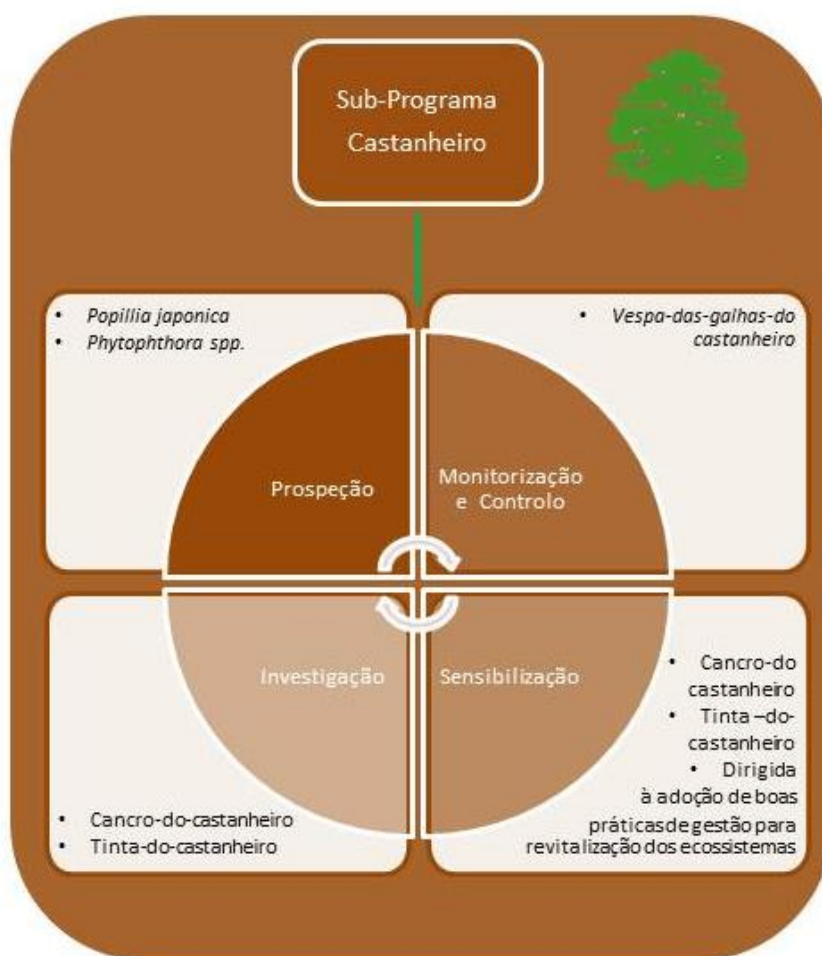 Sub-Programa
Castanheiro
• Popillia japonica
• Phytophthora spp.
• Vespa-das-galhas-do
castanheiro
Prospeção
Monitorização
e Controlo
Investigação
Sensibilização
• Cancro-do-castanheiro
• Tinta-do-castanheiro
• Cancro-do
castanheiro
• Tinta –do-
castanheiro
• Dirigida
à adoção de boas
práticas de gestão para
revitalização dos ecossistemas